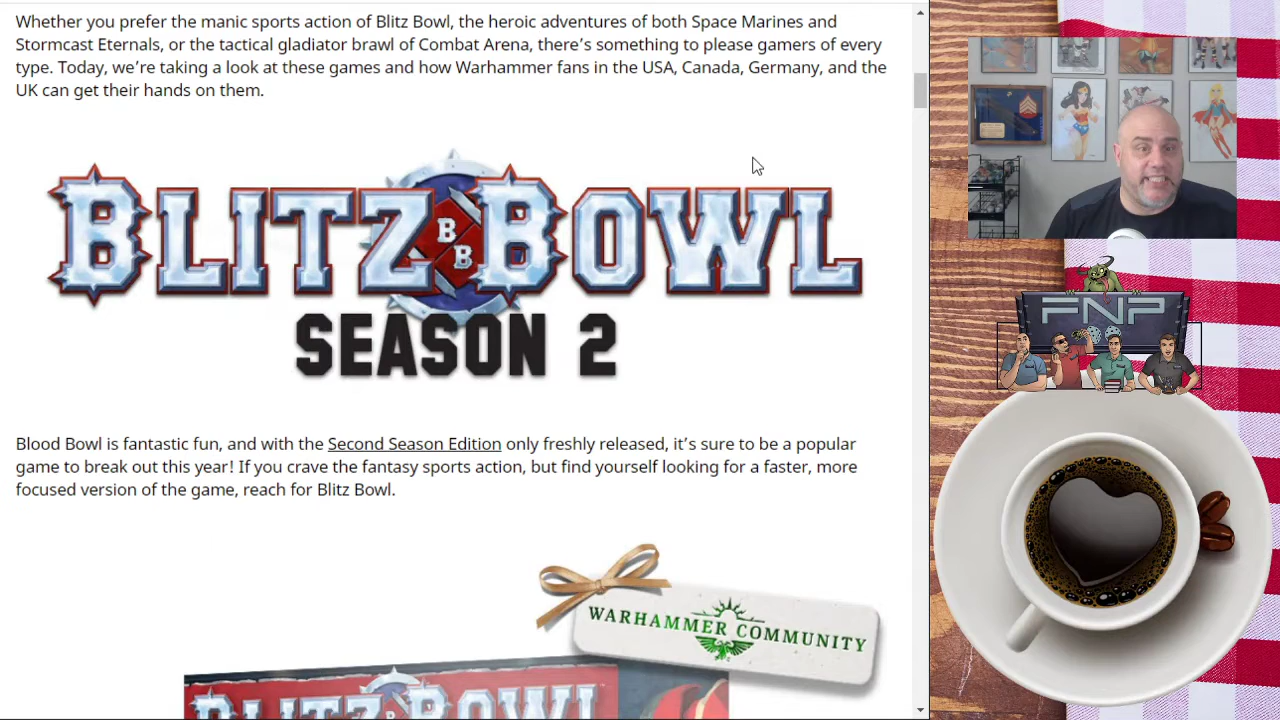 Whether you prefer the manic sports action of Blitz Bowl, the heroic adventures of both Space Marines and
Stormcast Eternals, or the tactical gladiator brawl of Combat Arena, there’s something to please gamers of every
type. Today, we’re taking a look at these games and how Warhammer fans in the USA, Canada, Germany, and the
UK can get their hands on them.
BLITZ BOWL
BB
SEASON 2
Blood Bowl is fantastic fun, and with the Second Season Edition only freshly released, it’s sure to be a popular
game to break out this year! If you crave the fantasy sports action, but find yourself looking for a faster, more
focused version of the game, reach for Blitz Bowl.
WARHAMMER COMMUNITY
BLITZ BOWL
FNP